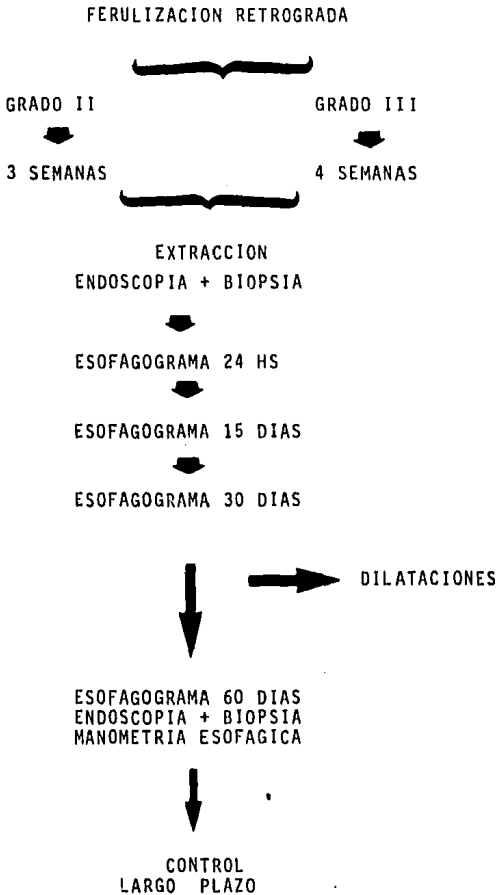 FERULIZACION RETROGRADA
GRADO II
GRADO III
3 SEMANAS
4 SEMANAS
EXTRACCION
ENDOSCOPIA + BIOPSIA
ESOFAGOGRAMA 24 HS
ESOFAGOGRAMA 15 DIAS
ESOFAGOGRAMA 30 DIAS
DILATACIONES
ESOFAGOGRAMA 60 DIAS
ENDOSCOPIA + BIOPSIA
MANOMETRIA ESOFAGICA
CONTROL
LARGO PLAZO